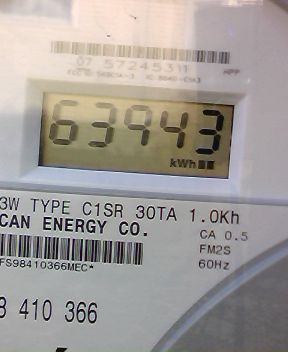 07 57245311
HPP
63943
kWh
3W TYPE C1SR 30TA 1.0Kh
CAN ENERGY CO.
CA 0.5
FM2S
FS98410366MEC*
60Hz
8 410 366